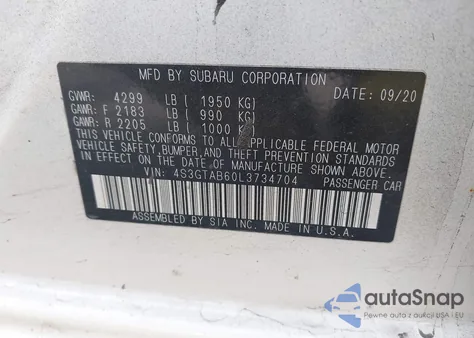 MFD BY SUBARU CORPORATION
DATE: 09/20
GVWR: 4299 LB ( 1950 KG)
GAWR: F 2183 LB ( 990 KG)
GAWR: R 2205 LB ( 1000 KG)
THIS VEHICLE CONFORMS TO ALL APPLICABLE FEDERAL MOTOR
VEHICLE SAFETY, BUMPER, AND THEFT PREVENTION STANDARDS
IN EFFECT ON THE DATE OF MANUFACTURE SHOWN ABOVE.
VIN: 4S3GTAB60L3734704 PASSENGER CAR
ASSEMBLED BY SIA INC. MADE IN U.S.A.
autoSnap
Pewne auta z aukcji USA i EU